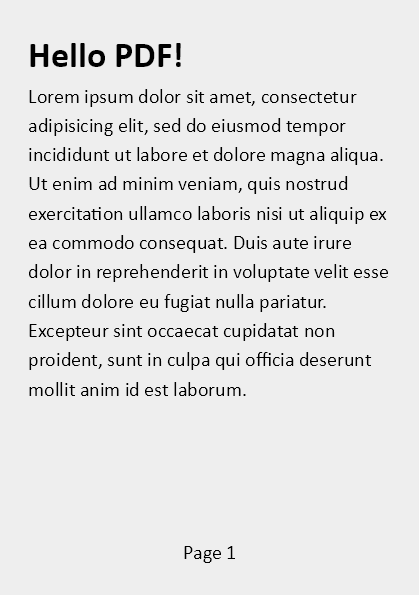 Hello PDF!
Lorem ipsum dolor sit amet, consectetur
adipisicing elit, sed do eiusmod tempor
incididunt ut labore et dolore magna aliqua.
Ut enim ad minim veniam, quis nostrud
exercitation ullamco laboris nisi ut aliquip ex
ea commodo consequat. Duis aute irure
dolor in reprehenderit in voluptate velit esse
cillum dolore eu fugiat nulla pariatur.
Excepteur sint occaecat cupidatat non
proident, sunt in culpa qui officia deserunt
mollit anim id est laborum.
Page 1